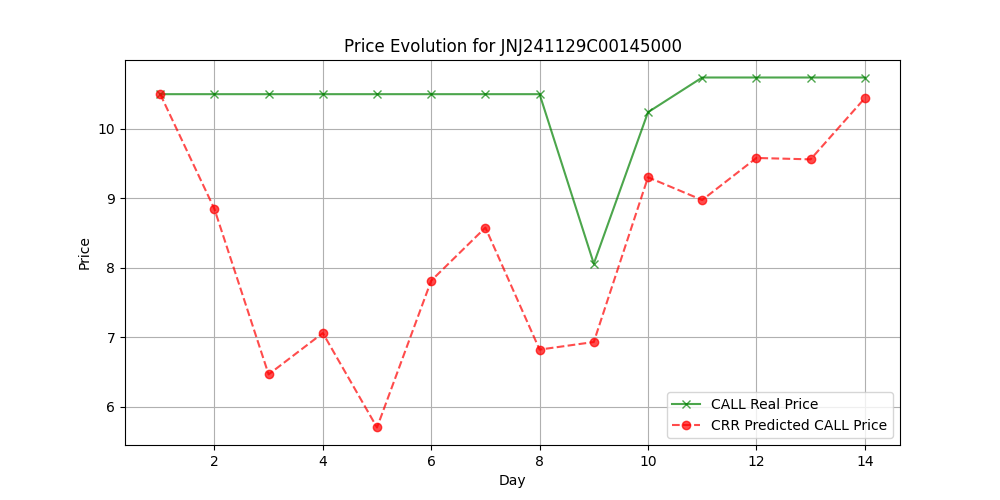 Price Evolution for JNJ241129C00145000
Price
10
9
8
7
6
2 4 6 8 10 12 14
Day
CALL Real Price
CRR Predicted CALL Price